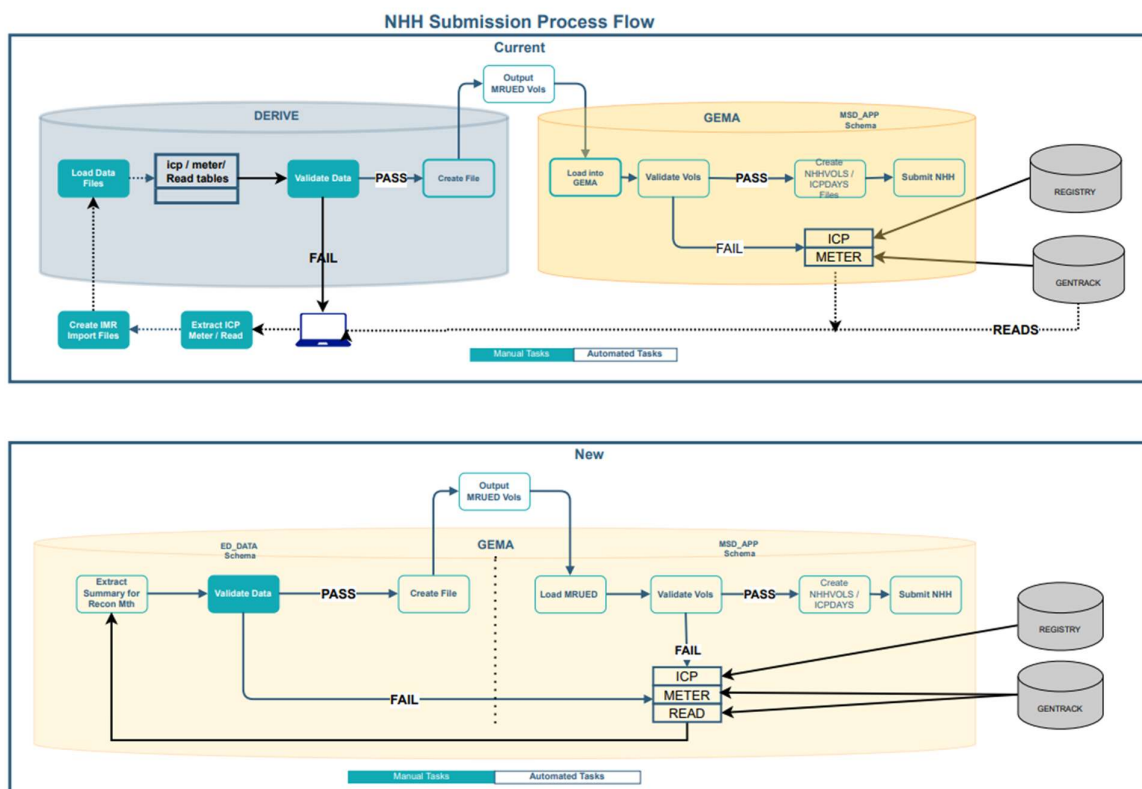 NHH Submission Process Flow
Current
Output
MRUED Vols
DERIVE
GEMA
MSD_APP
Schema
Load Data
Files
icp / meter/
Read tables
Validate Data
PASS
Create File
Load into
GEMA
Validate Vols
PASS
Create
NHHVOLS /
ICPDAYS
Files
Submit NHH
REGISTRY
FAIL
FAIL
ICP
METER
GENTRACK
Create IMR
Import Files
Extract ICP
Meter / Read
READS
Manual Tasks
Automated Tasks
New
Output
MRUED Vols
ED_DATA
Schema
GEMA
MSD_APP
Schema
Extract
Summary for
Recon Mth
Validate Data
PASS
Create File
Load MRUED
Validate Vols
PASS
Create
NHHVOLS /
ICPDAYS
Submit NHH
REGISTRY
FAIL
ICP
METER
READ
FAIL
GENTRACK
Manual Tasks
Automated Tasks